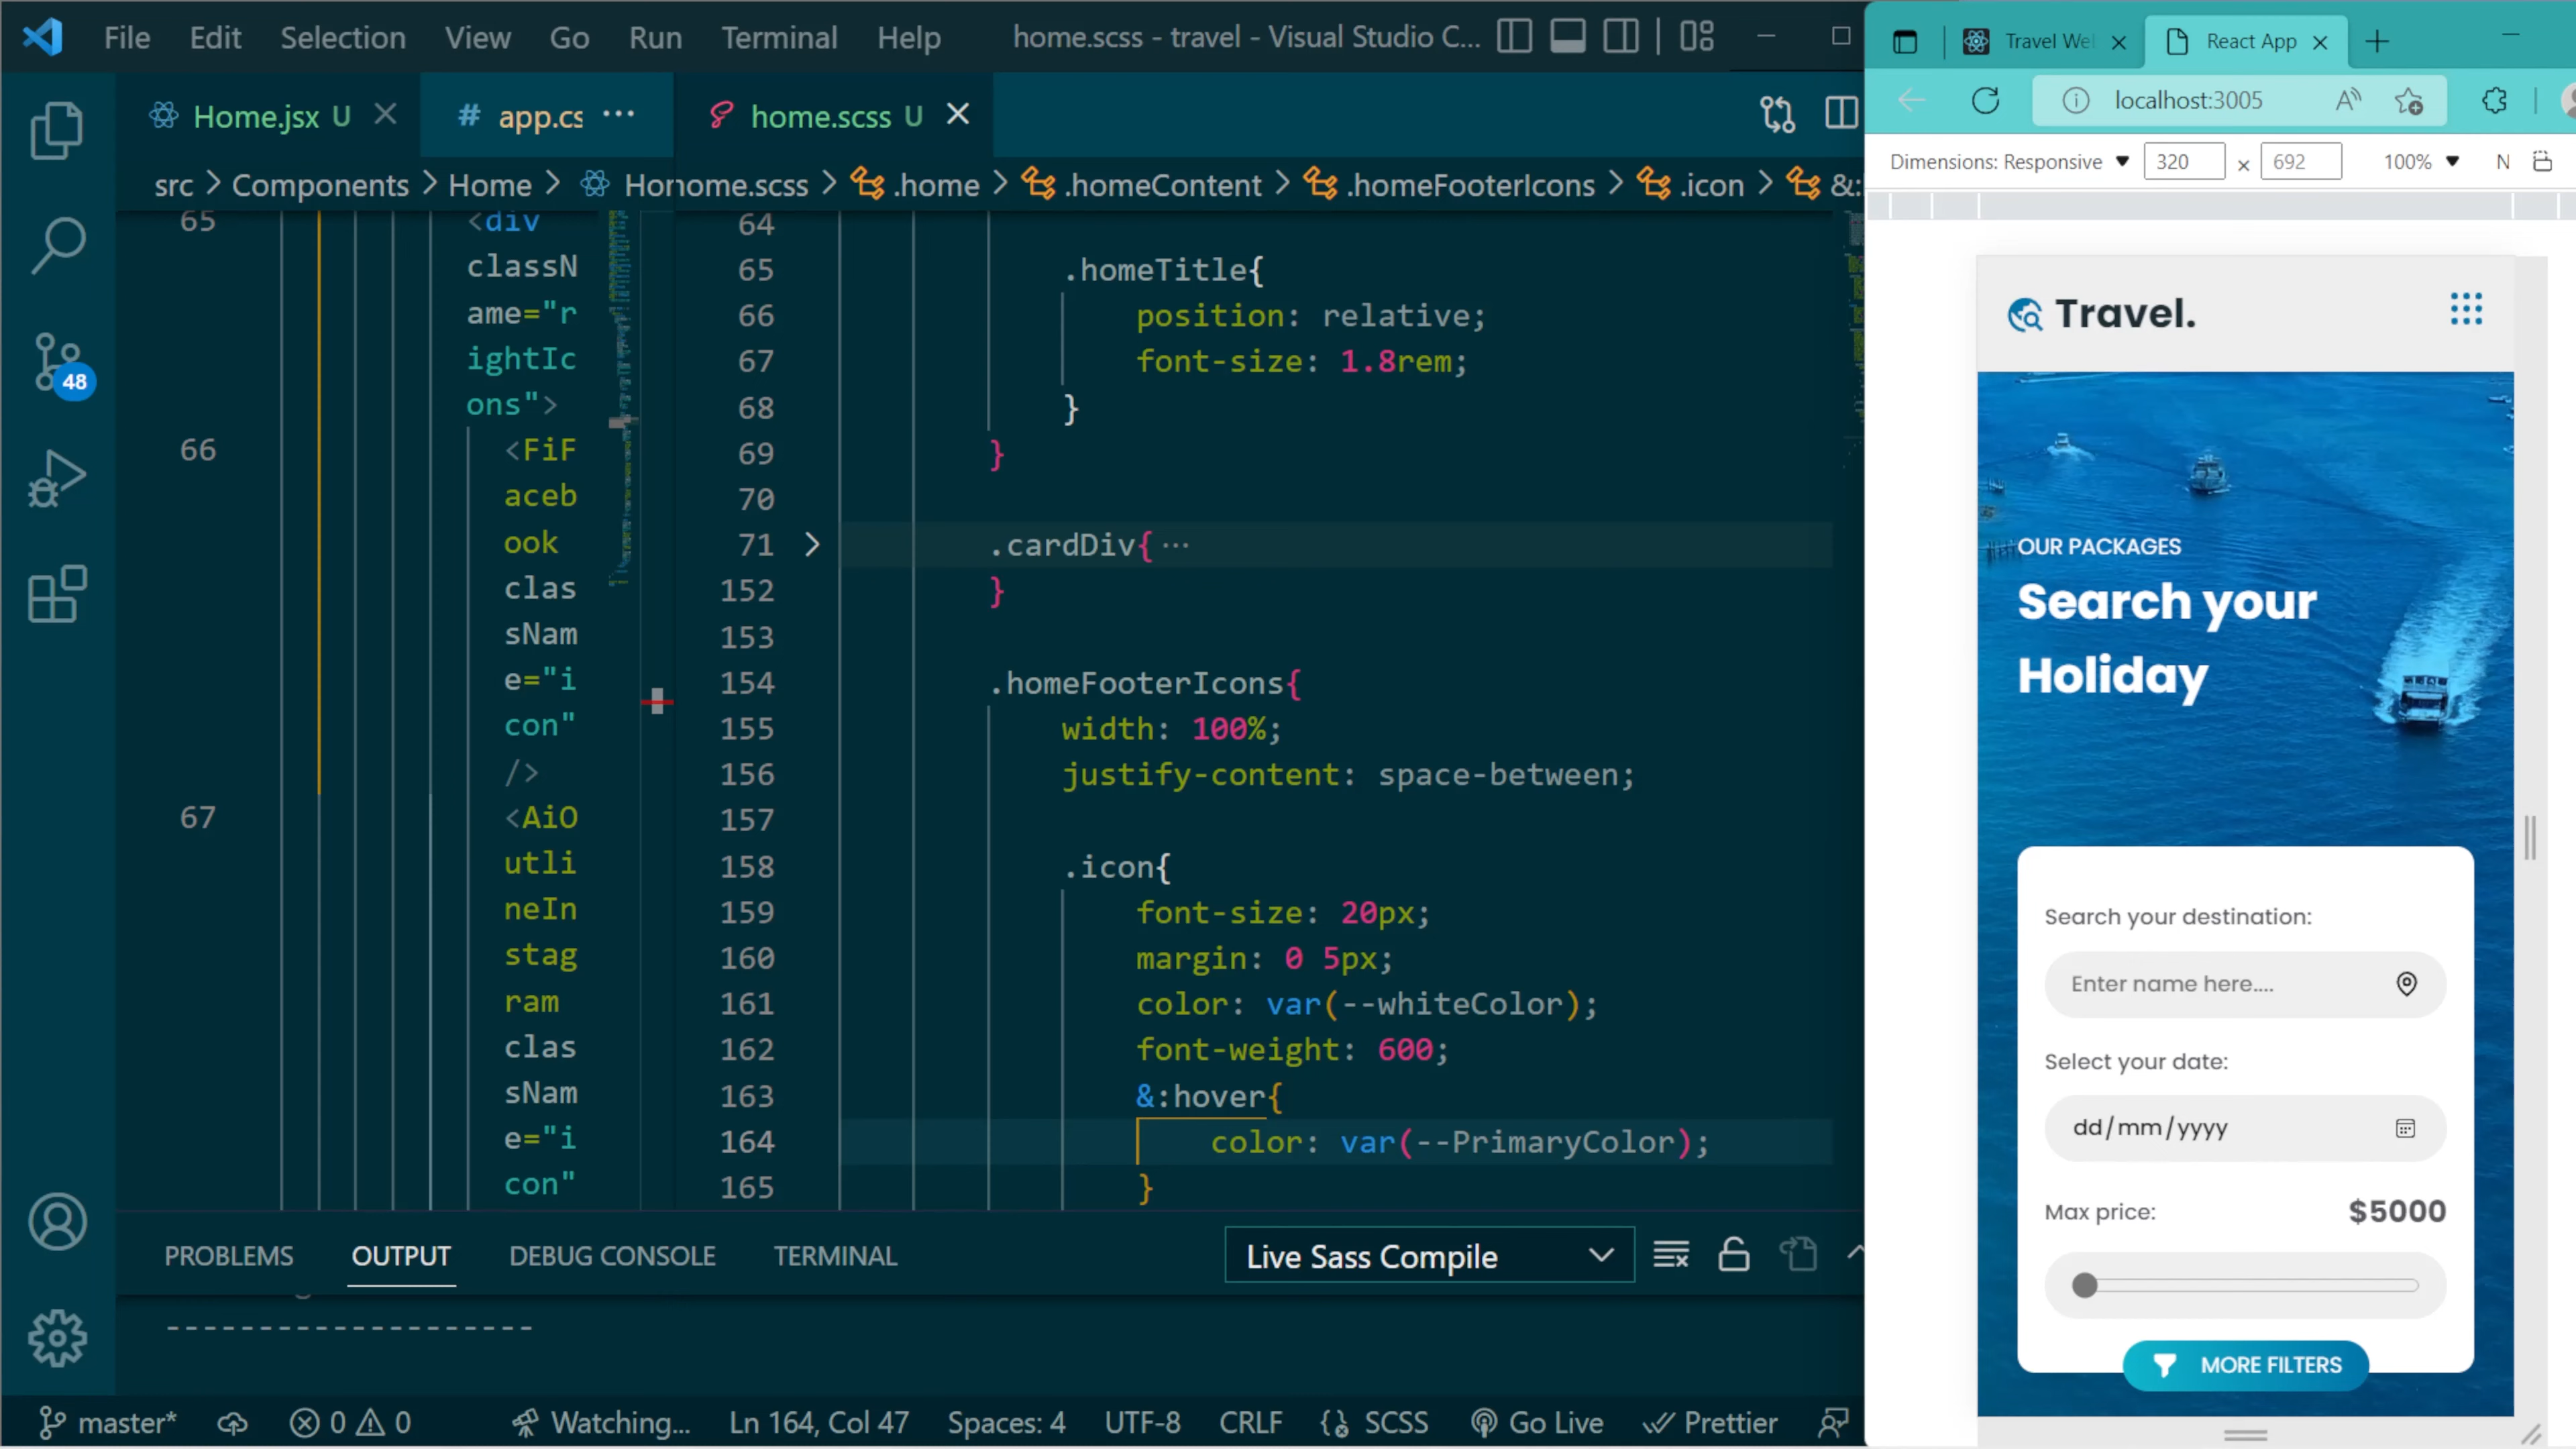 File Edit Selection View Go Run Terminal Help home.scss - travel - Visual Studio C...
Home.jsx U # app.cs ... home.scss U
src > Components > Home > Ho
home.scss > .home > .homeContent > .homeFooterIcons > .icon > &:
48
65 <div
classN
ame="r
ightIc
ons">
66 <FiF
aceb
ook
clas
sNam
e="i
con"
/>
67 <AiO
utli
neIn
stag
ram
clas
sNam
e="i
con"
64
65 .homeTitle{
66 position: relative;
67 font-size: 1.8rem;
68 }
69 }
70
71 > .cardDiv{ ...
152 }
153
154 .homeFooterIcons{
155 width: 100%;
156 justify-content: space-between;
157
158 .icon{
159 font-size: 20px;
160 margin: 0 5px;
161 color: var(--whiteColor);
162 font-weight: 600;
163 &:hover{
164 color: var(--PrimaryColor);
165 }
PROBLEMS OUTPUT DEBUG CONSOLE TERMINAL Live Sass Compile
--------------------
master* 0 0 Watching... Ln 164, Col 47 Spaces: 4 UTF-8 CRLF SCSS Go Live Prettier
Travel We React App
localhost:3005
Dimensions: Responsive 320 × 692 100% N
Travel.
OUR PACKAGES
Search your
Holiday
Search your destination:
Enter name here....
Select your date:
dd/mm/yyyy
Max price: $5000
MORE FILTERS